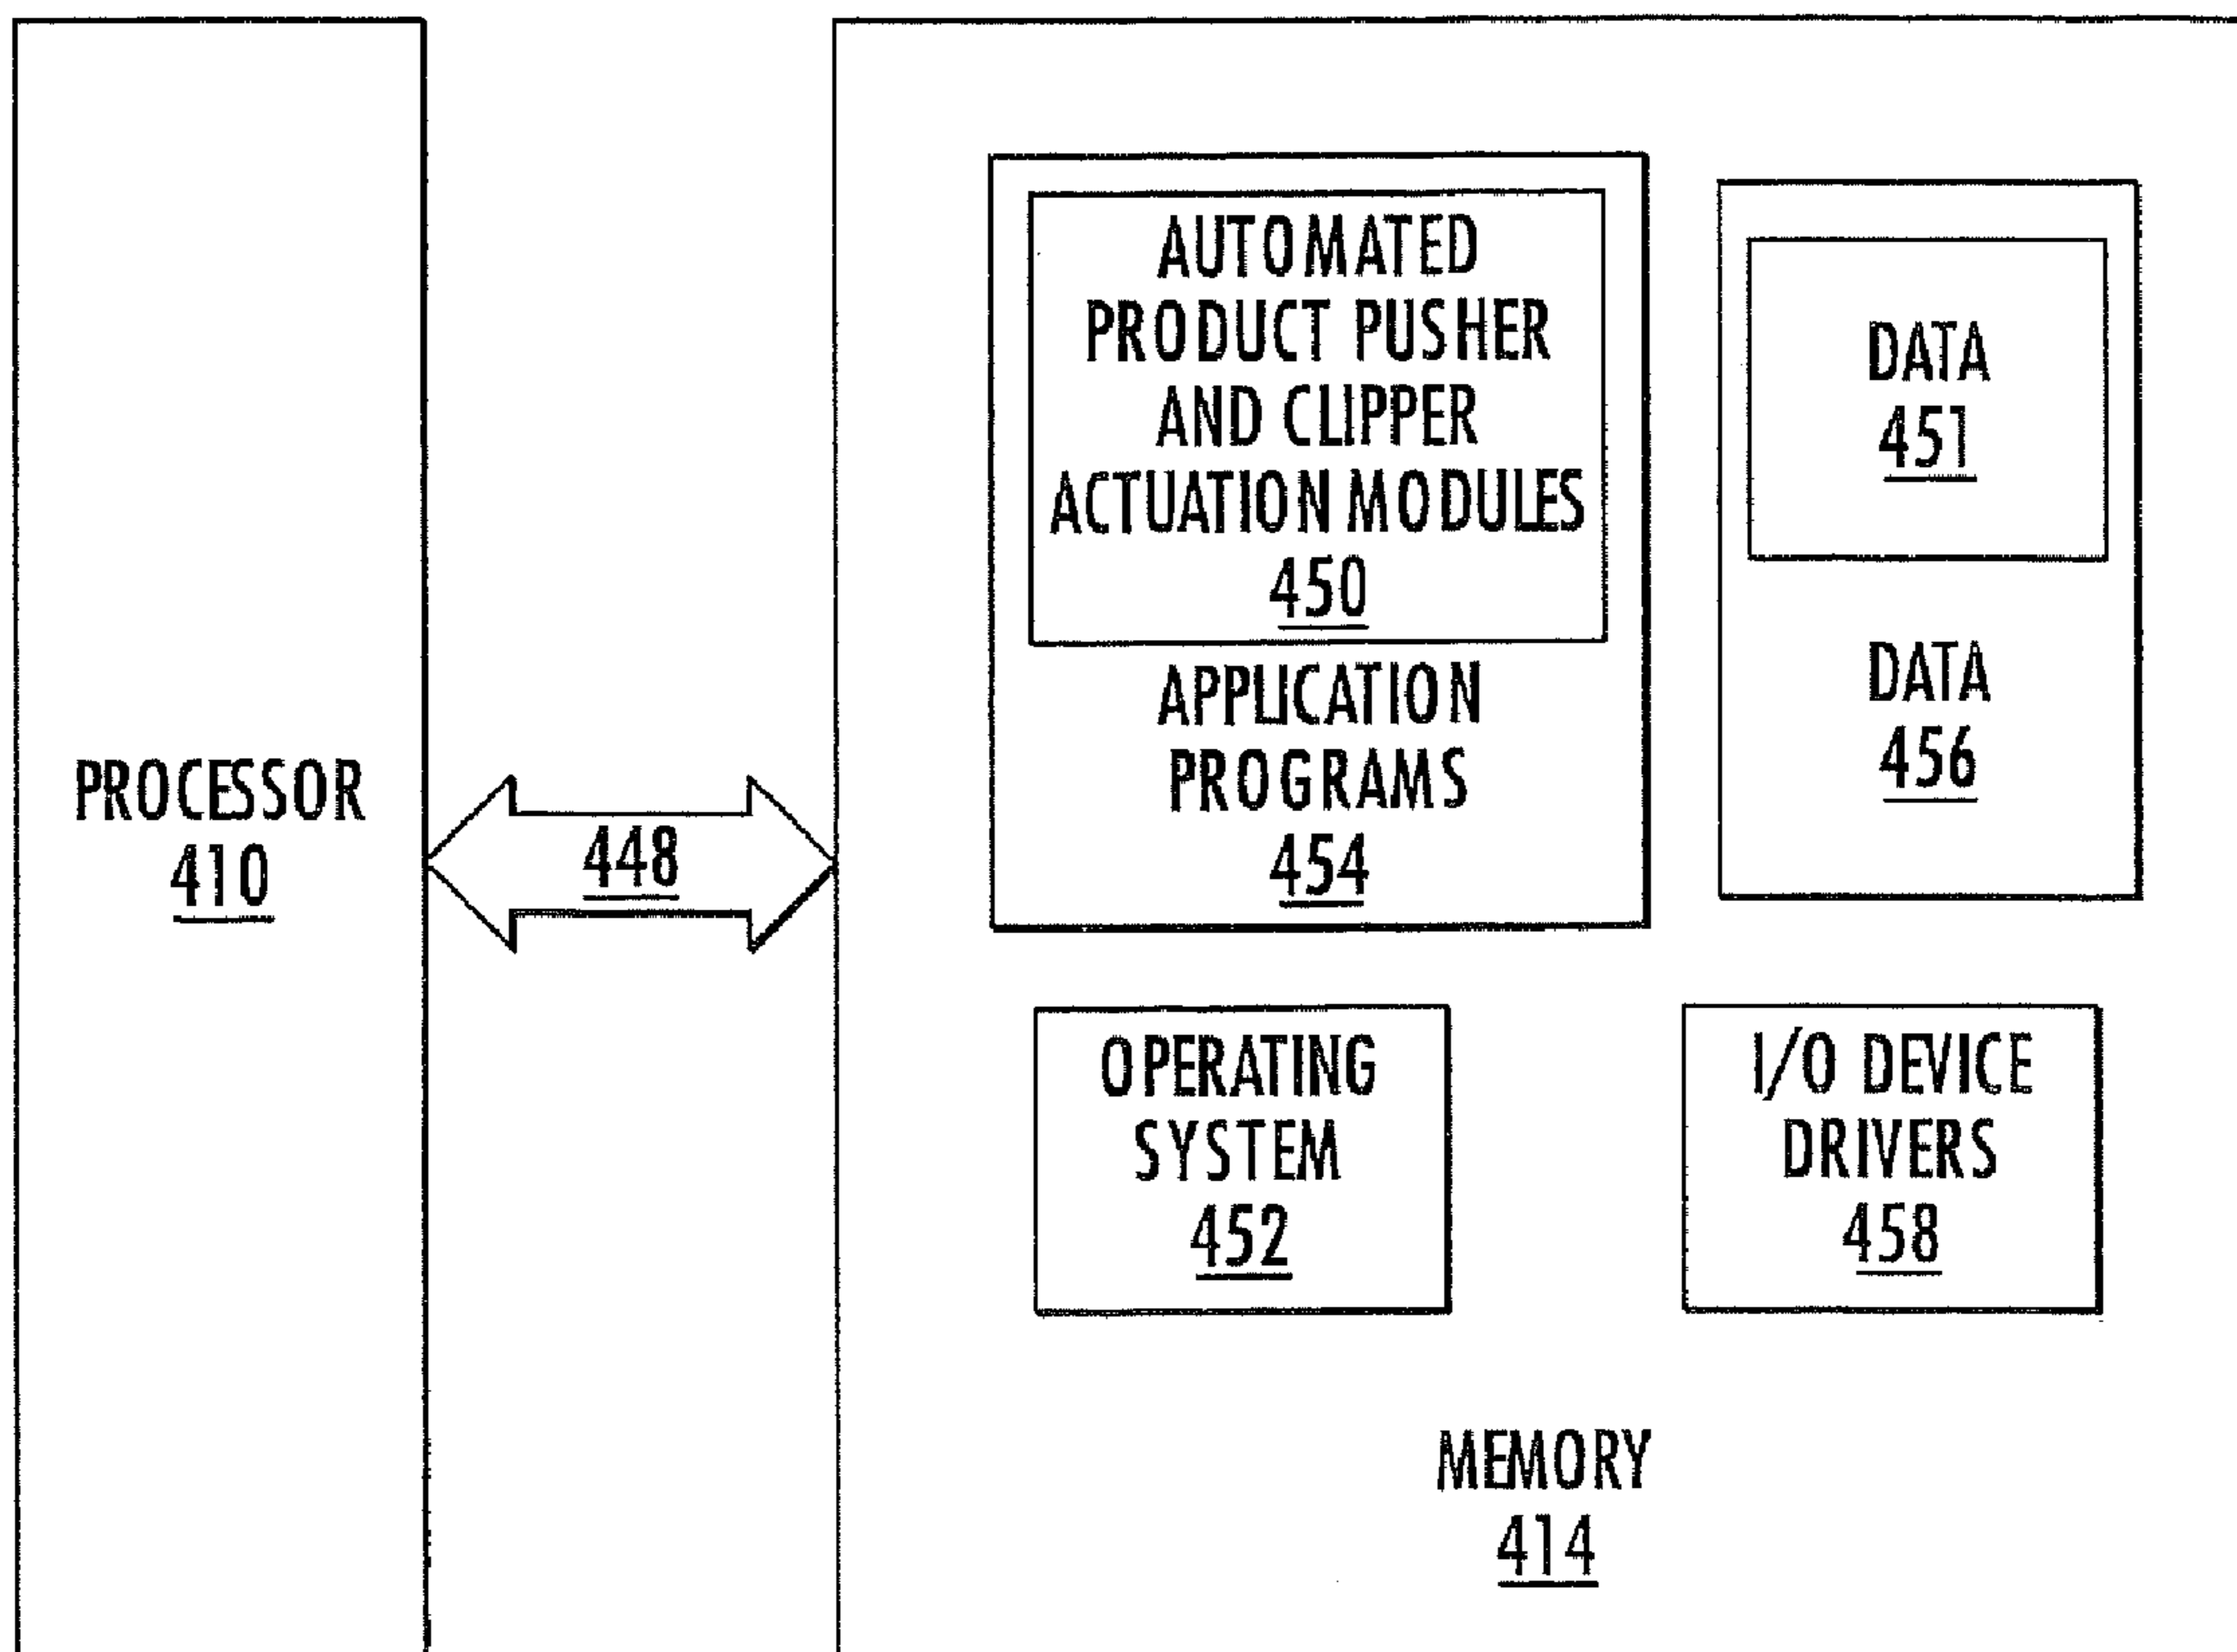 PROCESSOR
410
448
AUTOMATED
PRODUCT PUSHER
AND CLIPPER
ACTUATION MODULES
450
APPLICATION
PROGRAMS
454
DATA
451
DATA
456
OPERATING
SYSTEM
452
I/O DEVICE
DRIVERS
458
MEMORY
414